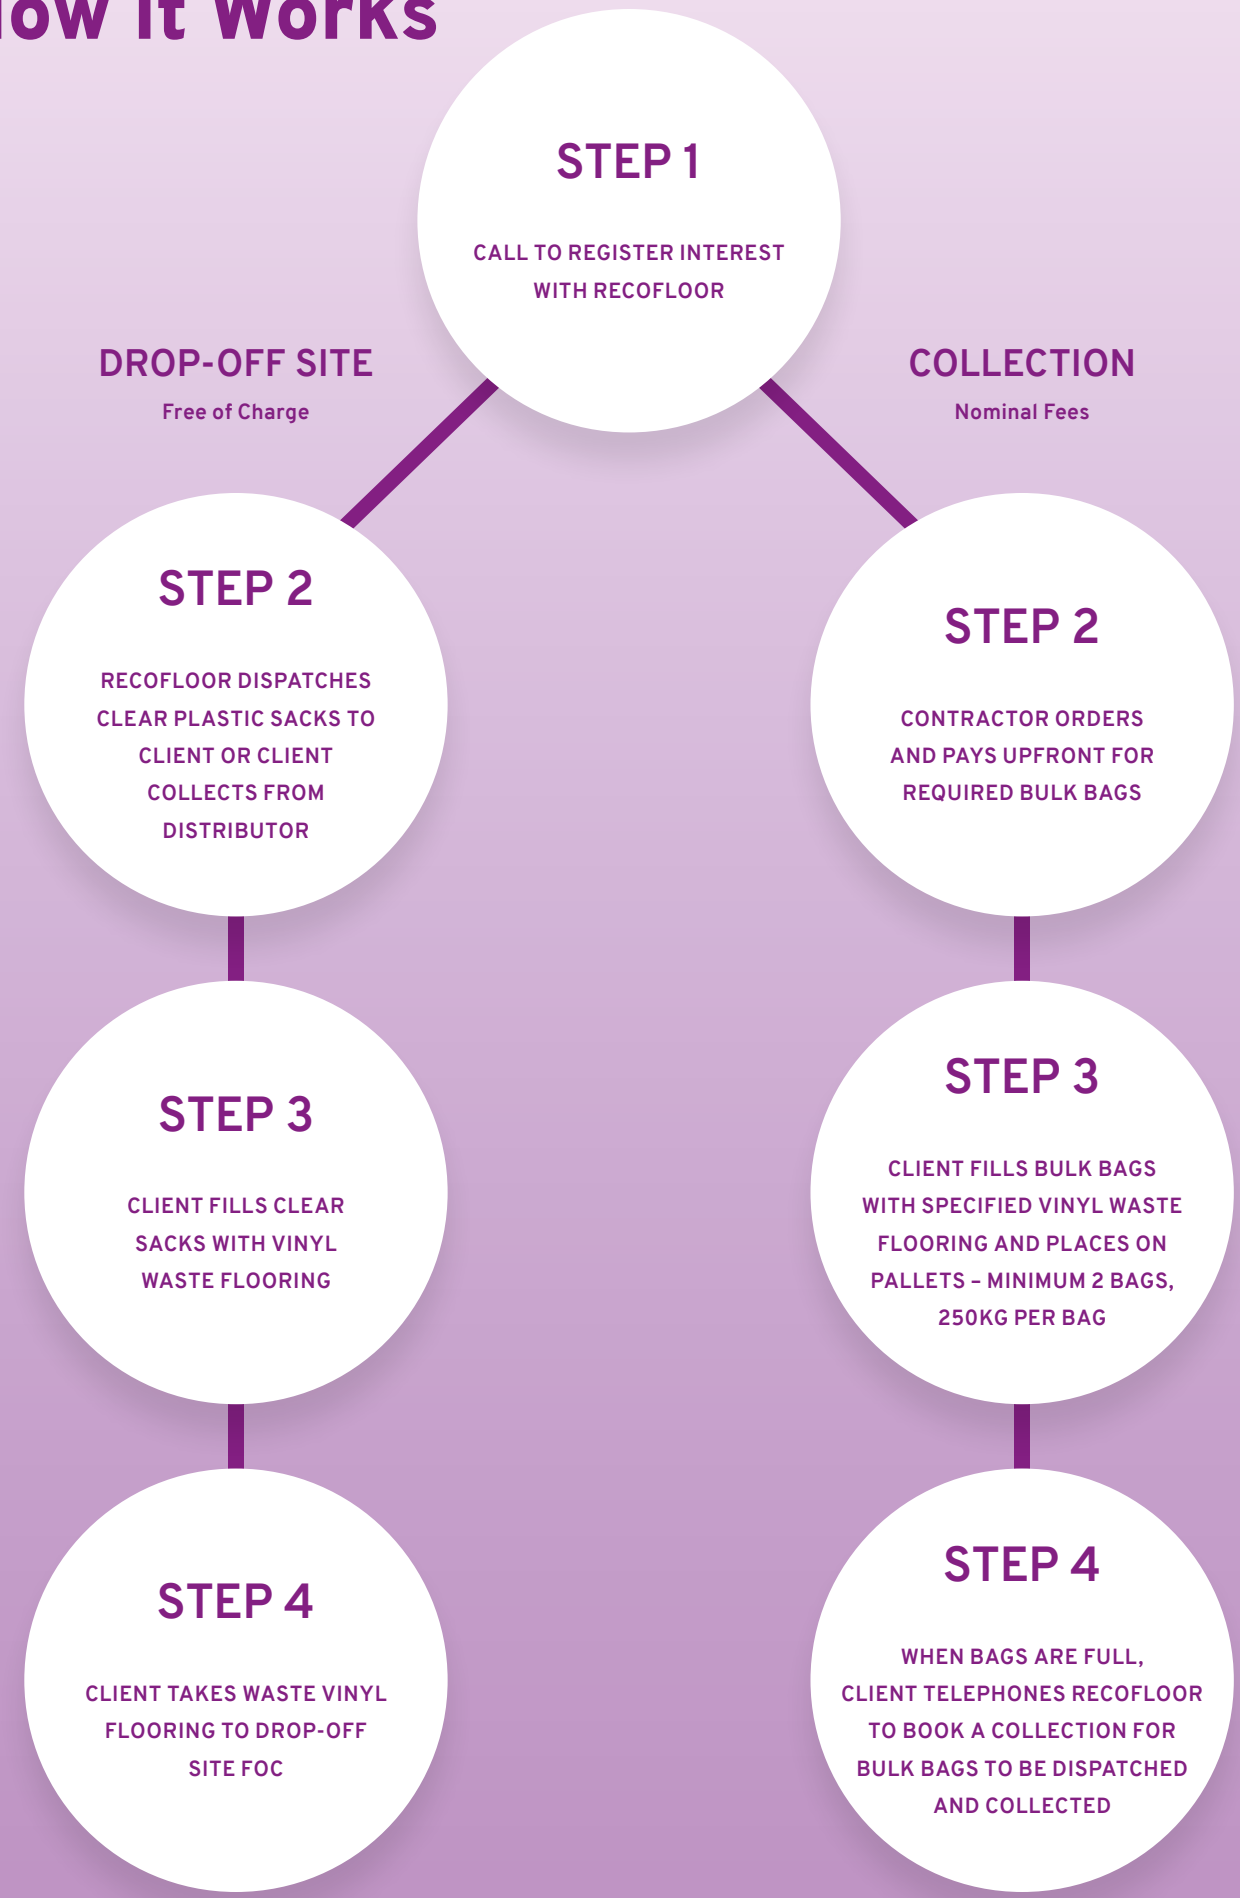 How it Works
STEP 1
CALL TO REGISTER INTEREST
WITH RECOFLOOR
DROP-OFF SITE
Free of Charge
STEP 2
RECOFLOOR DISPATCHES
CLEAR PLASTIC SACKS TO
CLIENT OR CLIENT
COLLECTS FROM
DISTRIBUTOR
STEP 3
CLIENT FILLS CLEAR
SACKS WITH VINYL
WASTE FLOORING
STEP 4
CLIENT TAKES WASTE VINYL
FLOORING TO DROP-OFF
SITE FOC
COLLECTION
Nominal Fees
STEP 2
CONTRACTOR ORDERS
AND PAYS UPFRONT FOR
REQUIRED BULK BAGS
STEP 3
CLIENT FILLS BULK BAGS
WITH SPECIFIED VINYL WASTE
FLOORING AND PLACES ON
PALLETS – MINIMUM 2 BAGS,
250KG PER BAG
STEP 4
WHEN BAGS ARE FULL,
CLIENT TELEPHONES RECOFLOOR
TO BOOK A COLLECTION FOR
BULK BAGS TO BE DISPATCHED
AND COLLECTED